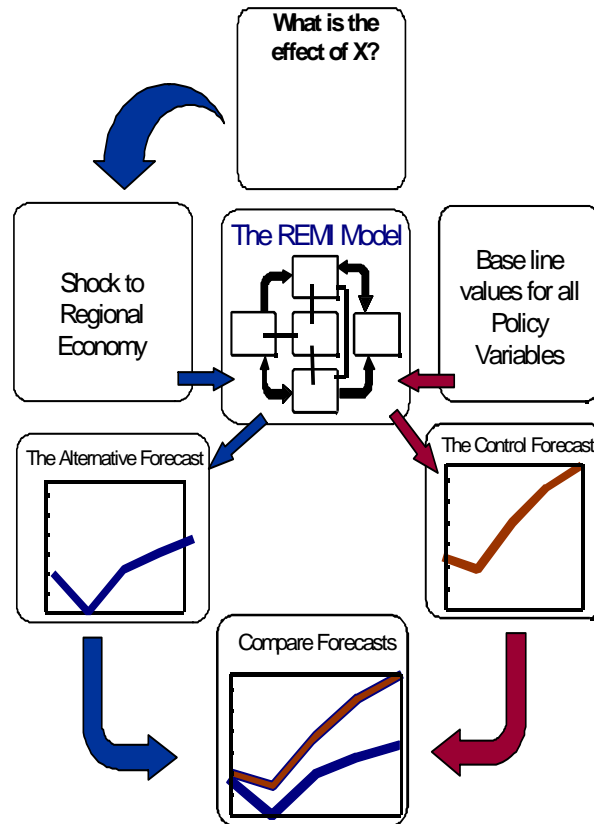 What is the
effect of X?
Shock to
Regional
Economy
The REMI Model
Base line
values for all
Policy
Variables
The Alternative Forecast
The Control Forecast
Compare Forecasts